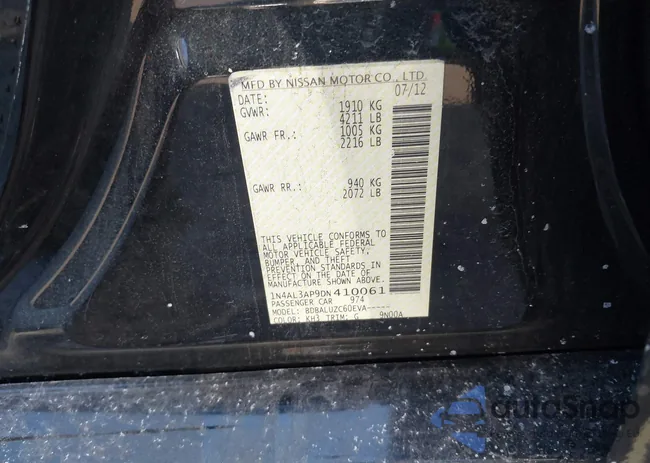 MFD BY NISSAN MOTOR CO., LTD.
DATE: 07/12
GVWR: 1910 KG
4211 LB
GAWR FR.: 1005 KG
2216 LB
GAWR RR.: 940 KG
2072 LB
THIS VEHICLE CONFORMS TO
ALL APPLICABLE FEDERAL
MOTOR VEHICLE SAFETY,
BUMPER, AND THEFT
PREVENTION STANDARDS IN
EFFECT ON THE DATE OF
MANUFACTURE SHOWN ABOVE.
1N4AL3AP9DN410061
PASSENGER CAR 974
MODEL: BDBALUZC60EVA-----
COLOR: KH3 TRIM: G 9N00A
autoSnap